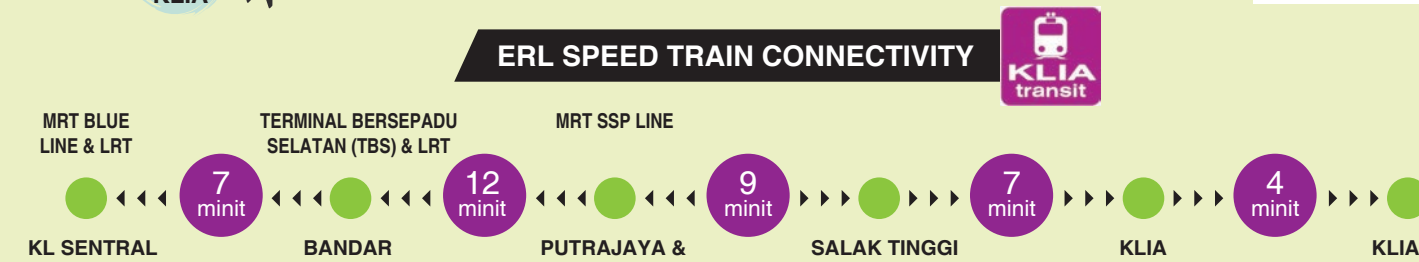 KLIA
ERL SPEED TRAIN CONNECTIVITY
KLIA
transit
MRT BLUE
LINE & LRT
TERMINAL BERSEPADU
SELATAN (TBS) & LRT
MRT SSP LINE
7
minit
12
minit
9
minit
7
minit
4
minit
KL SENTRAL
BANDAR
PUTRAJAYA &
SALAK TINGGI
KLIA
KLIA